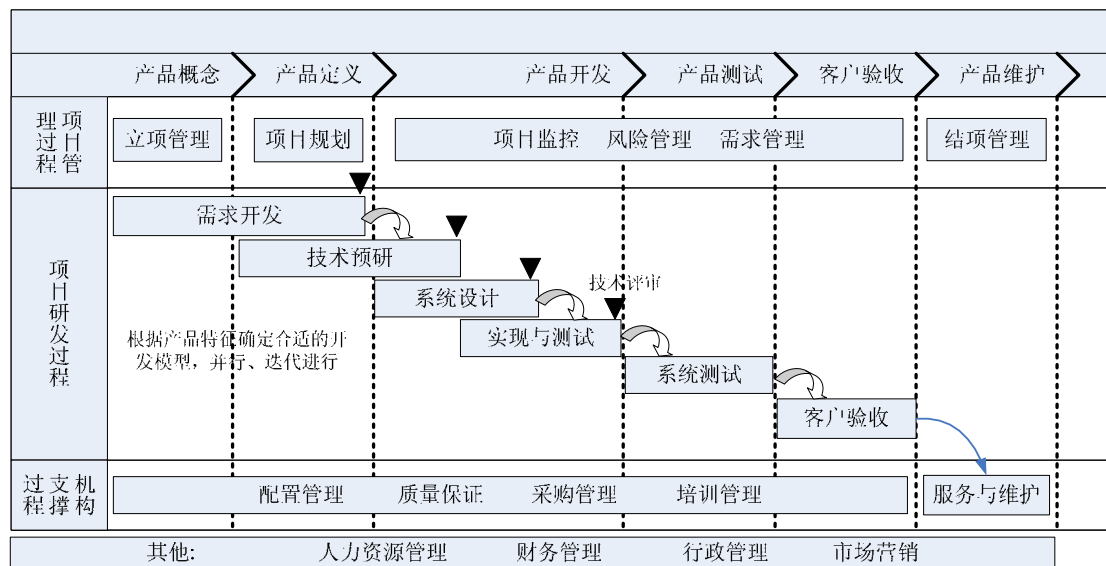 产品概念 产品定义 产品开发 产品测试 客户验收 产品维护
项目管理过程
立项管理 项目规划 项目监控 风险管理 需求管理 结项管理
项目研发过程
需求开发
技术预研
系统设计 技术评审
实现与测试
根据产品特征确定合适的开
发模型，并行、迭代进行
系统测试
客户验收
机构支撑过程
配置管理 质量保证 采购管理 培训管理 服务与维护
其他: 人力资源管理 财务管理 行政管理 市场营销